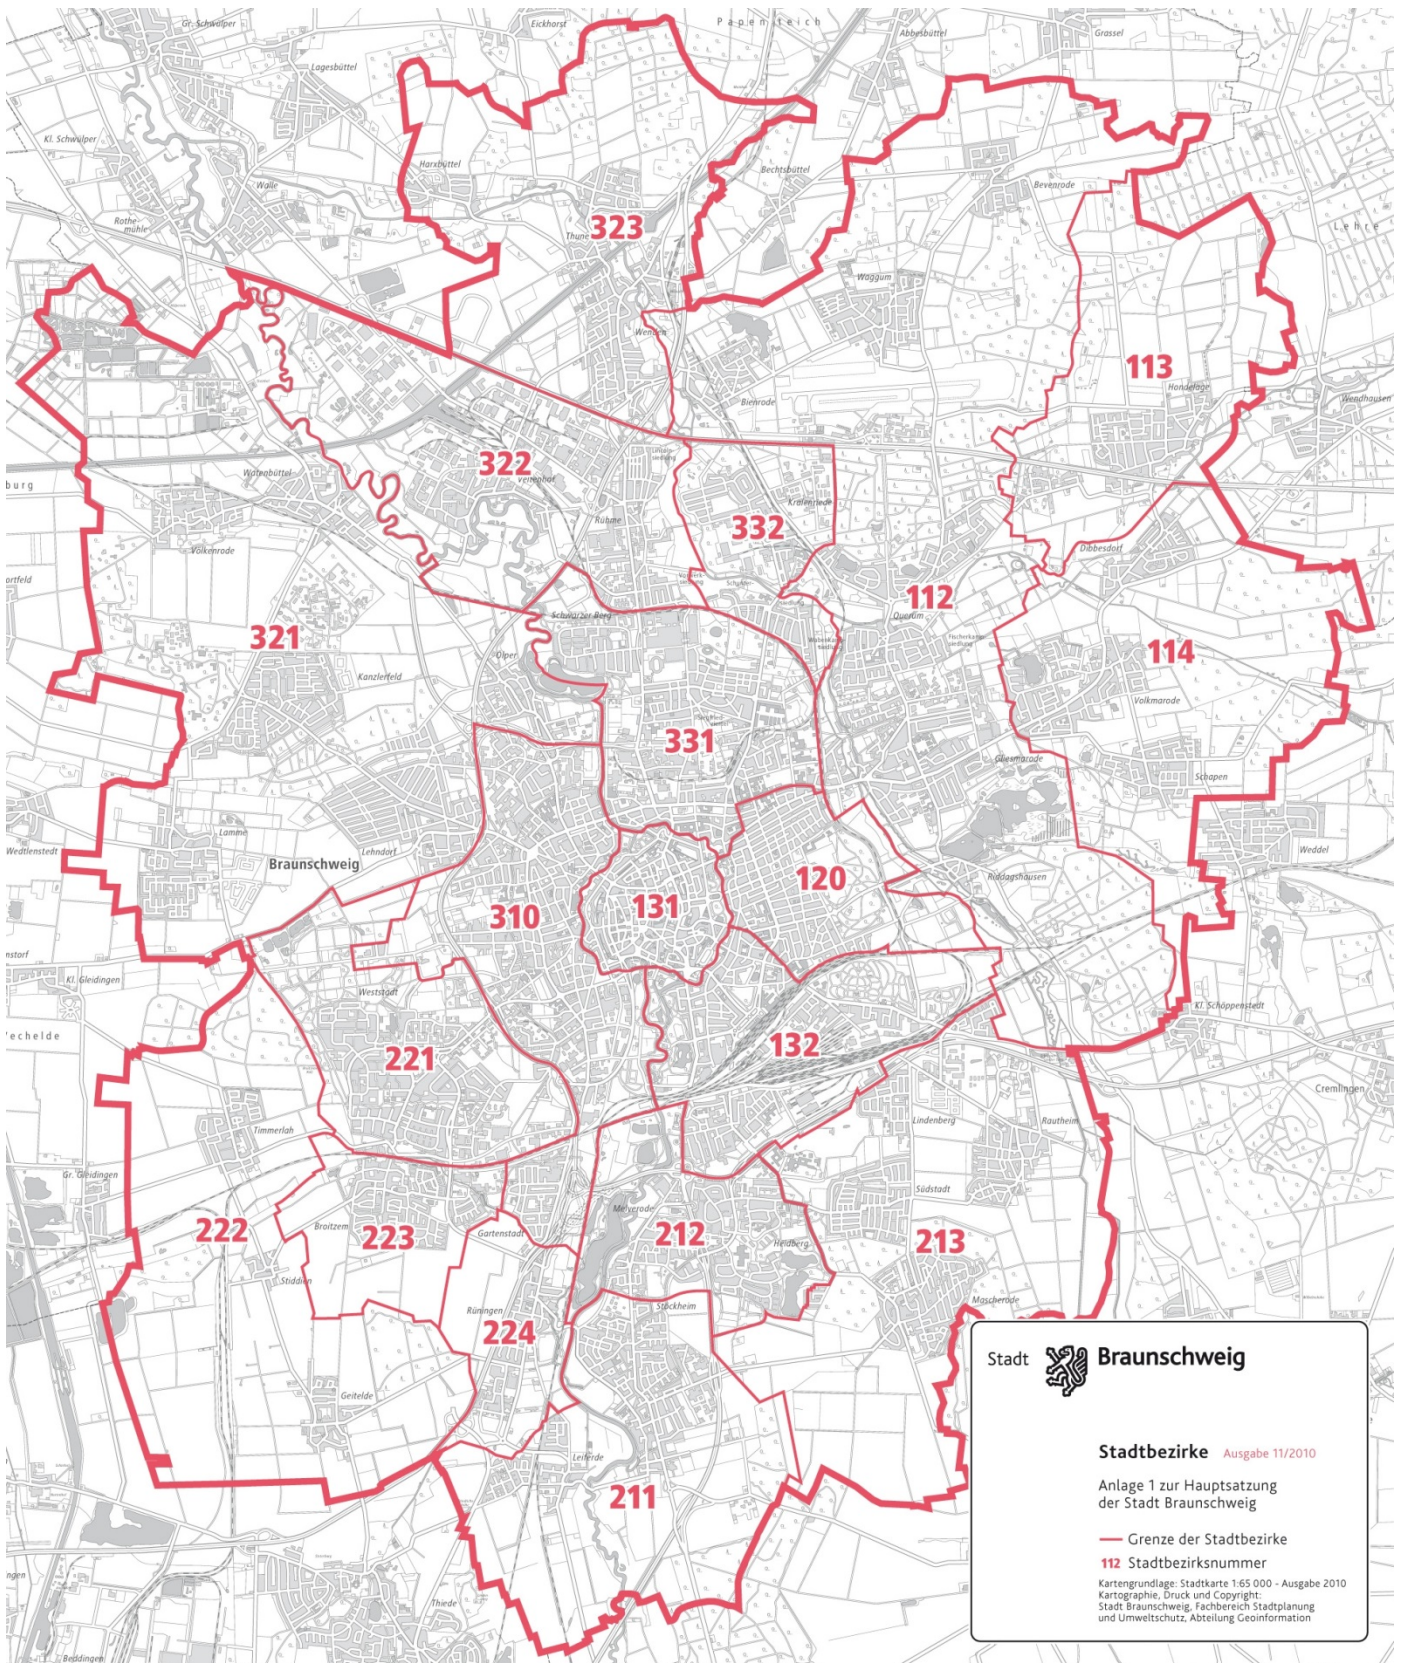 Gr. Schwülper
Eickhorst
Papenteich
Abbesbüttel
Grassel
Lagesbüttel
Kl. Schwülper
Harxbüttel
Bechtsbüttel
Bevenrode
Walle
Rothe-
mühle
323
Thune
Lehre
Waggum
Wenden
113
Hondelage
Bienrode
Wendhausen
322
Veltenhof
Watenbüttel
burg
Kralenriede
332
Rühme
Völkenrode
Dibbesdorf
112
Querum
Schwarzer Berg
321
Ölper
114
Kanzlerfeld
Volkmarode
331
Gliesmarode
Schapen
Lamme
Lehndorf
Wedtlenstedt
Braunschweig
Weddel
120
Riddagshausen
310
131
Kl. Gleidingen
Weststadt
Kl. Schöppenstedt
132
221
Cremlingen
Timmerlah
Lindenberg
Rautheim
Gr. Gleidingen
Südstadt
222
Broitzem
223
Gartenstadt
Melverode
212
Heidberg
213
Stiddien
Mascherode
Rüningen
224
Stöckheim
Geitelde
Leiferde
211
Thiede
Beddingen
Stadt Braunschweig
Stadtbezirke Ausgabe 11/2010
Anlage 1 zur Hauptsatzung
der Stadt Braunschweig
Grenze der Stadtbezirke
112 Stadtbezirksnummer
Kartengrundlage: Stadtkarte 1:65 000 - Ausgabe 2010
Kartographie, Druck und Copyright:
Stadt Braunschweig, Fachbereich Stadtplanung
und Umweltschutz, Abteilung Geoinformation